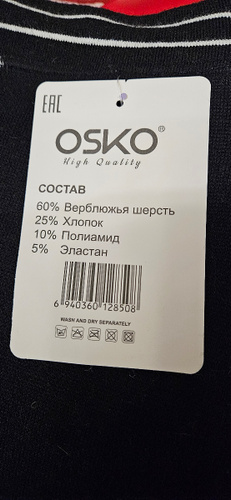 EAC
OSKO®
High Quality
СОСТАВ
60% Верблюжья шерсть
25% Хлопок
10% Полиамид
5% Эластан
6 940360 128508
WASH AND DRY SEPARATELY